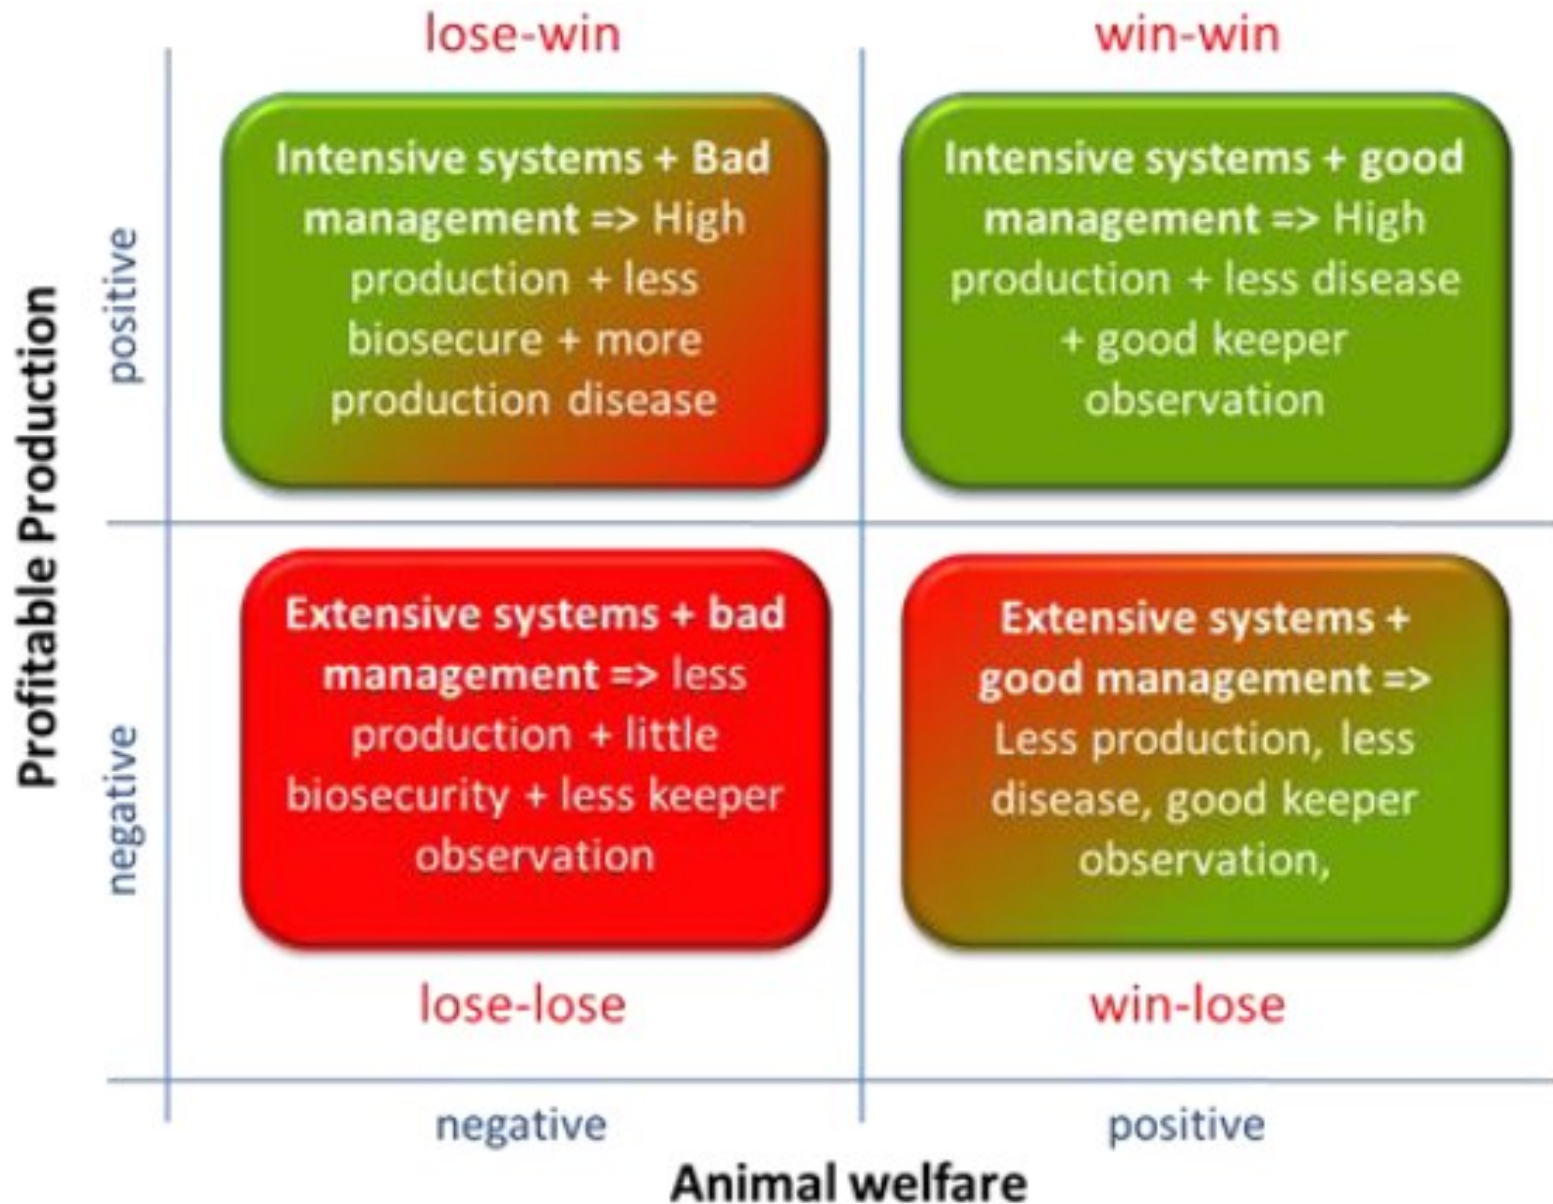 lose-win
win-win
Intensive systems + Bad
management => High
production + less
biosecure + more
production disease
Intensive systems + good
management => High
production + less disease
+ good keeper
observation
Profitable Production
positive
negative
Extensive systems + bad
management => less
production + little
biosecurity + less keeper
observation
Extensive systems +
good management =>
Less production, less
disease, good keeper
observation,
lose-lose
win-lose
negative
positive
Animal welfare